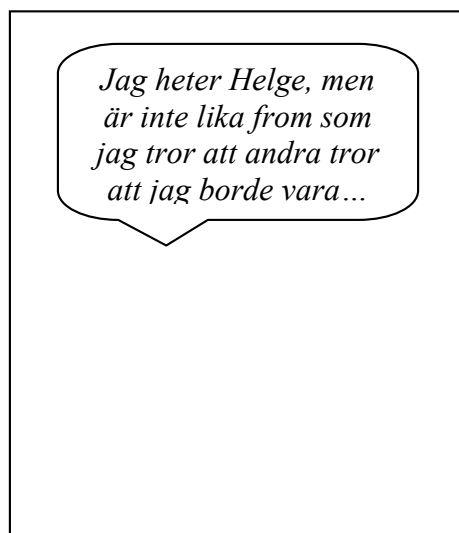 Jag heter Helge, men
är inte lika from som
jag tror att andra tror
att jag borde vara…